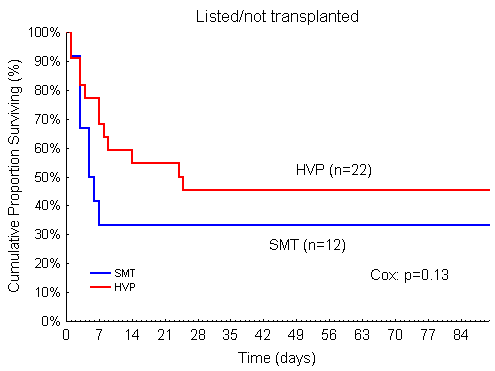 Listed/not transplanted
Cumulative Proportion Surviving (%)
100%
90%
80%
70%
60%
50%
40%
30%
20%
10%
0%
HVP (n=22)
SMT (n=12)
Cox: p=0.13
SMT
HVP
0 7 14 21 28 35 42 49 56 63 70 77 84
Time (days)